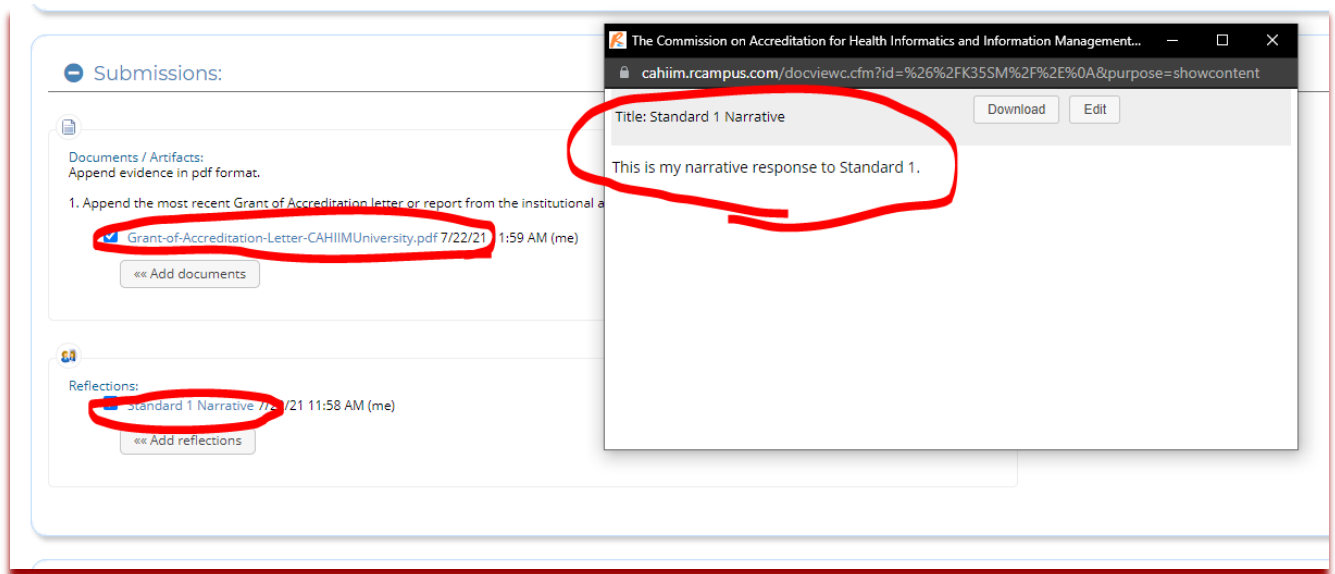 Submissions:
Documents / Artifacts:
Append evidence in pdf format.
1. Append the most recent Grant of Accreditation letter or report from the institutional a
Grant-of-Accreditation-Letter-CAHIIMUniversity.pdf 7/22/21 1:59 AM (me)
«« Add documents
Reflections:
Standard 1 Narrative /21 11:58 AM (me)
«« Add reflections
The Commission on Accreditation for Health Informatics and Information Management...
cahiim.rcampus.com/docviewc.cfm?id=%26%2FK35SM%2F%2E%0A&purpose=showcontent
Title: Standard 1 Narrative
Download
Edit
This is my narrative response to Standard 1.